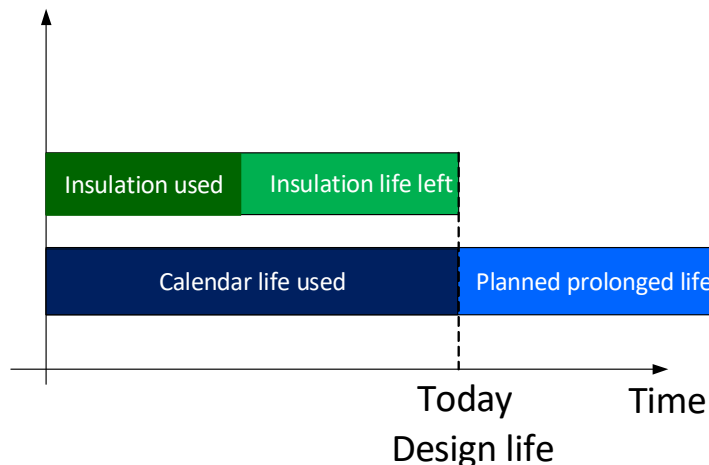 Insulation used
Insulation life left
Calendar life used
Planned prolonged life
Today
Time
Design life